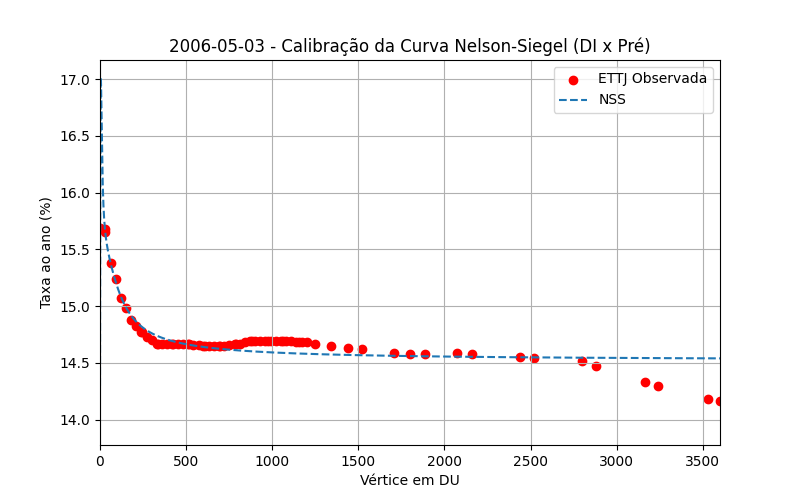 2006-05-03 - Calibração da Curva Nelson-Siegel (DI x Pré)
ETTJ Observada
NSS
Taxa ao ano (%)
17.0
16.5
16.0
15.5
15.0
14.5
14.0
0 500 1000 1500 2000 2500 3000 3500
Vértice em DU